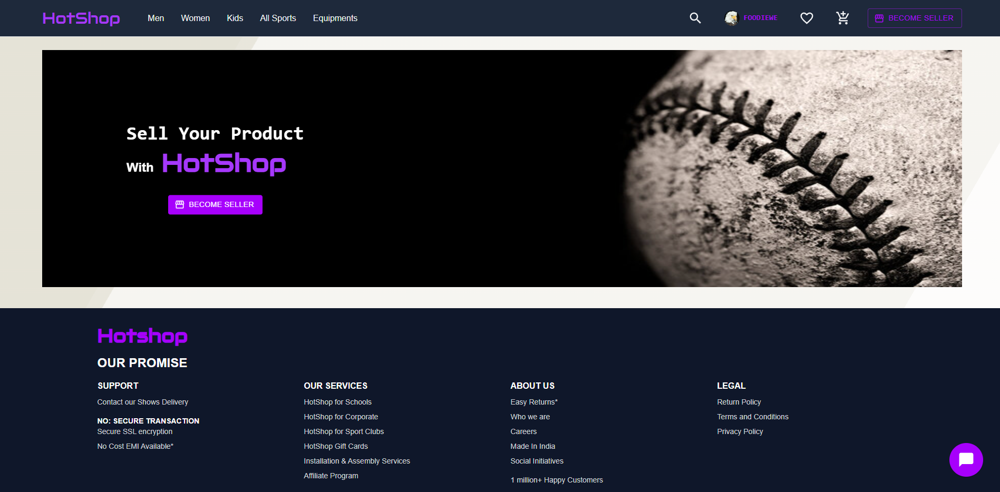 HotShop
Men Women Kids All Sports Equipments
FOODIEWE
BECOME SELLER
Sell Your Product
With HotShop
BECOME SELLER
Hotshop
OUR PROMISE
SUPPORT
Contact our Shows Delivery
NO: SECURE TRANSACTION
Secure SSL encryption
No Cost EMI Available*
OUR SERVICES
HotShop for Schools
HotShop for Corporate
HotShop for Sport Clubs
HotShop Gift Cards
Installation & Assembly Services
Affiliate Program
ABOUT US
Easy Returns*
Who we are
Careers
Made In India
Social Initiatives
1 million+ Happy Customers
LEGAL
Return Policy
Terms and Conditions
Privacy Policy